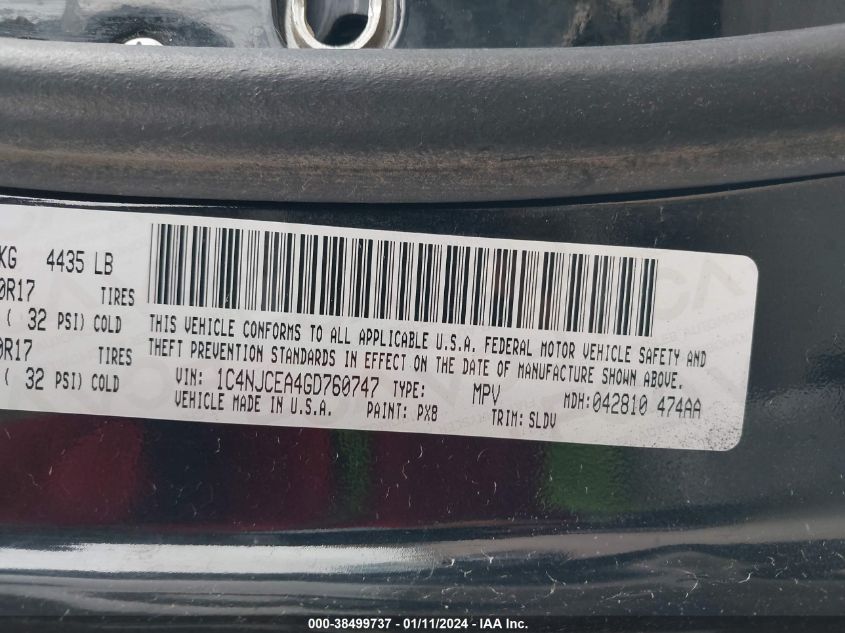 KG 4435 LB
0R17 TIRES
( 32 PSI) COLD
0R17 TIRES
( 32 PSI) COLD
THIS VEHICLE CONFORMS TO ALL APPLICABLE U.S.A. FEDERAL MOTOR VEHICLE SAFETY AND
THEFT PREVENTION STANDARDS IN EFFECT ON THE DATE OF MANUFACTURE SHOWN ABOVE.
VIN: 1C4NJCEA4GD760747 TYPE: MPV MDH: 042810 474AA
VEHICLE MADE IN U.S.A. PAINT: PX8 TRIM: SLDV
000-38499737 - 01/11/2024 - IAA Inc.